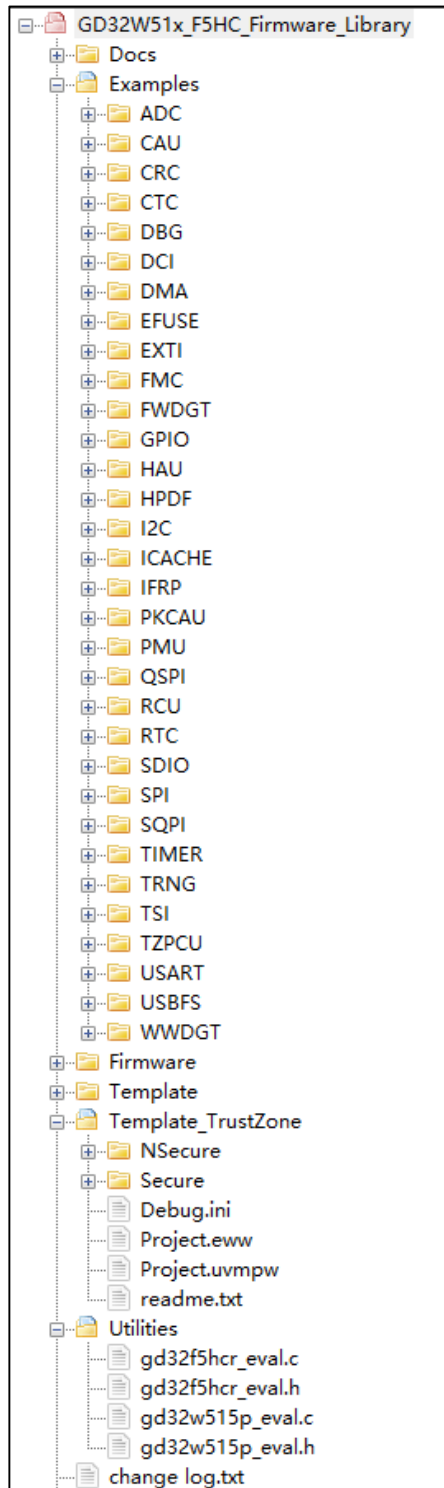 GD32W51x_F5HC_Firmware_Library
Docs
Examples
ADC
CAU
CRC
CTC
DBG
DCI
DMA
EFUSE
EXTI
FMC
FWDGT
GPIO
HAU
HPDF
I2C
ICACHE
IFRP
PKCAU
PMU
QSPI
RCU
RTC
SDIO
SPI
SQPI
TIMER
TRNG
TSI
TZPCU
USART
USBFS
WWDGT
Firmware
Template
Template_TrustZone
NSecure
Secure
Debug.ini
Project.eww
Project.uvmpw
readme.txt
Utilities
gd32f5hcr_eval.c
gd32f5hcr_eval.h
gd32w515p_eval.c
gd32w515p_eval.h
change log.txt